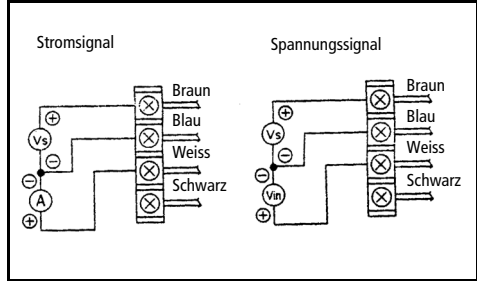 Stromsignal
Braun
Blau
Weiss
Schwarz
Vs
A
Spannungssignal
Braun
Blau
Weiss
Schwarz
Vs
Vin